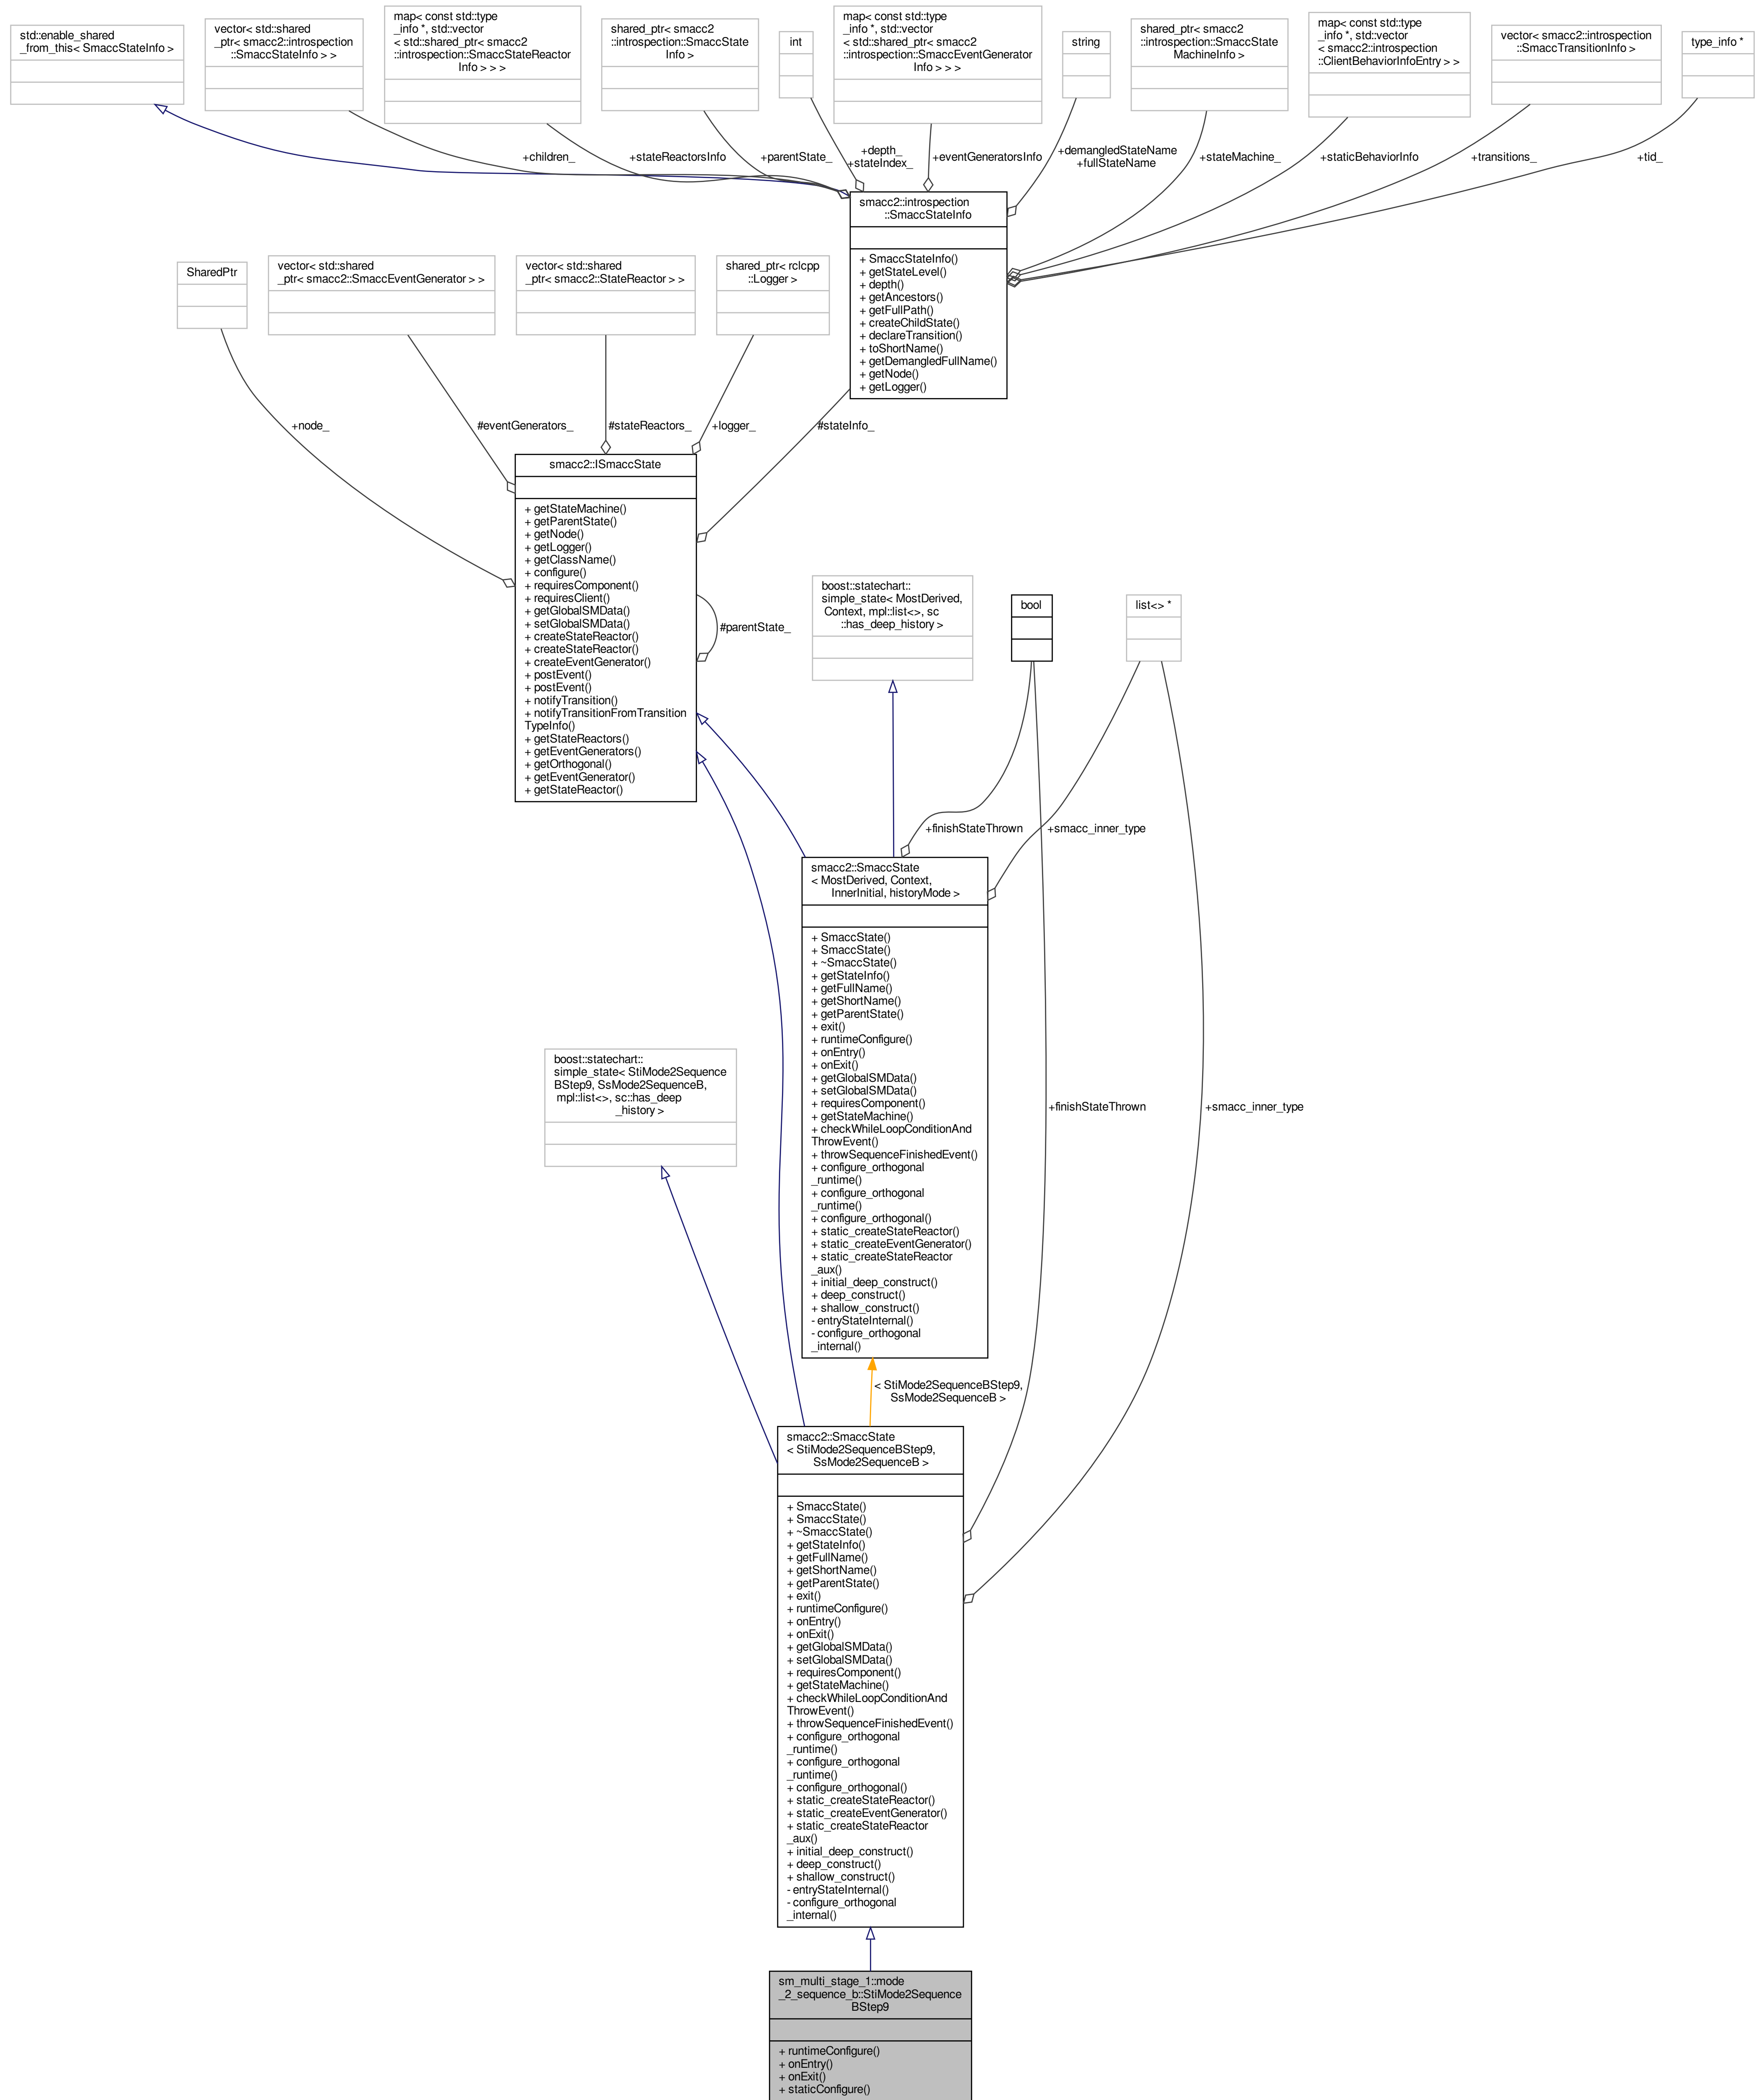 std::enable_shared
_from_this< SmaccStateInfo >
vector< std::shared
_ptr< smacc2::introspection
::SmaccStateInfo > >
map< const std::type
_info *, std::vector
< std::shared_ptr< smacc2
::introspection::SmaccStateReactor
Info > > >
shared_ptr< smacc2
::introspection::SmaccState
Info >
int
map< const std::type
_info *, std::vector
< std::shared_ptr< smacc2
::introspection::SmaccEventGenerator
Info > > >
string
shared_ptr< smacc2
::introspection::SmaccState
MachineInfo >
map< const std::type
_info *, std::vector
< smacc2::introspection
::ClientBehaviorInfoEntry > >
vector< smacc2::introspection
::SmaccTransitionInfo >
type_info *
+children_
+stateReactorsInfo
+parentState_
+depth_
+stateIndex_
+eventGeneratorsInfo
+demangledStateName
+fullStateName
+stateMachine_
+staticBehaviorInfo
+transitions_
+tid_
smacc2::introspection
::SmaccStateInfo
+ SmaccStateInfo()
+ getStateLevel()
+ depth()
+ getAncestors()
+ getFullPath()
+ createChildState()
+ declareTransition()
+ toShortName()
+ getDemangledFullName()
+ getNode()
+ getLogger()
SharedPtr
vector< std::shared
_ptr< smacc2::SmaccEventGenerator > >
vector< std::shared
_ptr< smacc2::StateReactor > >
shared_ptr< rclcpp
::Logger >
+node_
#eventGenerators_
#stateReactors_
+logger_
#stateInfo_
smacc2::ISmaccState
+ getStateMachine()
+ getParentState()
+ getNode()
+ getLogger()
+ getClassName()
+ configure()
+ requiresComponent()
+ requiresClient()
+ getGlobalSMData()
+ setGlobalSMData()
+ createStateReactor()
+ createStateReactor()
+ createEventGenerator()
+ postEvent()
+ postEvent()
+ notifyTransition()
+ notifyTransitionFromTransition
TypeInfo()
+ getStateReactors()
+ getEventGenerators()
+ getOrthogonal()
+ getEventGenerator()
+ getStateReactor()
#parentState_
boost::statechart::
simple_state< MostDerived,
Context, mpl::list<>, sc
::has_deep_history >
bool
list<> *
+finishStateThrown
+smacc_inner_type
smacc2::SmaccState
< MostDerived, Context,
InnerInitial, historyMode >
+ SmaccState()
+ SmaccState()
+ ~SmaccState()
+ getStateInfo()
+ getFullName()
+ getShortName()
+ getParentState()
+ exit()
+ runtimeConfigure()
+ onEntry()
+ onExit()
+ getGlobalSMData()
+ setGlobalSMData()
+ requiresComponent()
+ getStateMachine()
+ checkWhileLoopConditionAnd
ThrowEvent()
+ throwSequenceFinishedEvent()
+ configure_orthogonal
_runtime()
+ configure_orthogonal
_runtime()
+ configure_orthogonal()
+ static_createStateReactor()
+ static_createEventGenerator()
+ static_createStateReactor
_aux()
+ initial_deep_construct()
+ deep_construct()
+ shallow_construct()
- entryStateInternal()
- configure_orthogonal
_internal()
boost::statechart::
simple_state< StiMode2Sequence
BStep9, SsMode2SequenceB,
mpl::list<>, sc::has_deep
_history >
+finishStateThrown
+smacc_inner_type
< StiMode2SequenceBStep9,
SsMode2SequenceB >
smacc2::SmaccState
< StiMode2SequenceBStep9,
SsMode2SequenceB >
+ SmaccState()
+ SmaccState()
+ ~SmaccState()
+ getStateInfo()
+ getFullName()
+ getShortName()
+ getParentState()
+ exit()
+ runtimeConfigure()
+ onEntry()
+ onExit()
+ getGlobalSMData()
+ setGlobalSMData()
+ requiresComponent()
+ getStateMachine()
+ checkWhileLoopConditionAnd
ThrowEvent()
+ throwSequenceFinishedEvent()
+ configure_orthogonal
_runtime()
+ configure_orthogonal
_runtime()
+ configure_orthogonal()
+ static_createStateReactor()
+ static_createEventGenerator()
+ static_createStateReactor
_aux()
+ initial_deep_construct()
+ deep_construct()
+ shallow_construct()
- entryStateInternal()
- configure_orthogonal
_internal()
sm_multi_stage_1::mode
_2_sequence_b::StiMode2Sequence
BStep9
+ runtimeConfigure()
+ onEntry()
+ onExit()
+ staticConfigure()